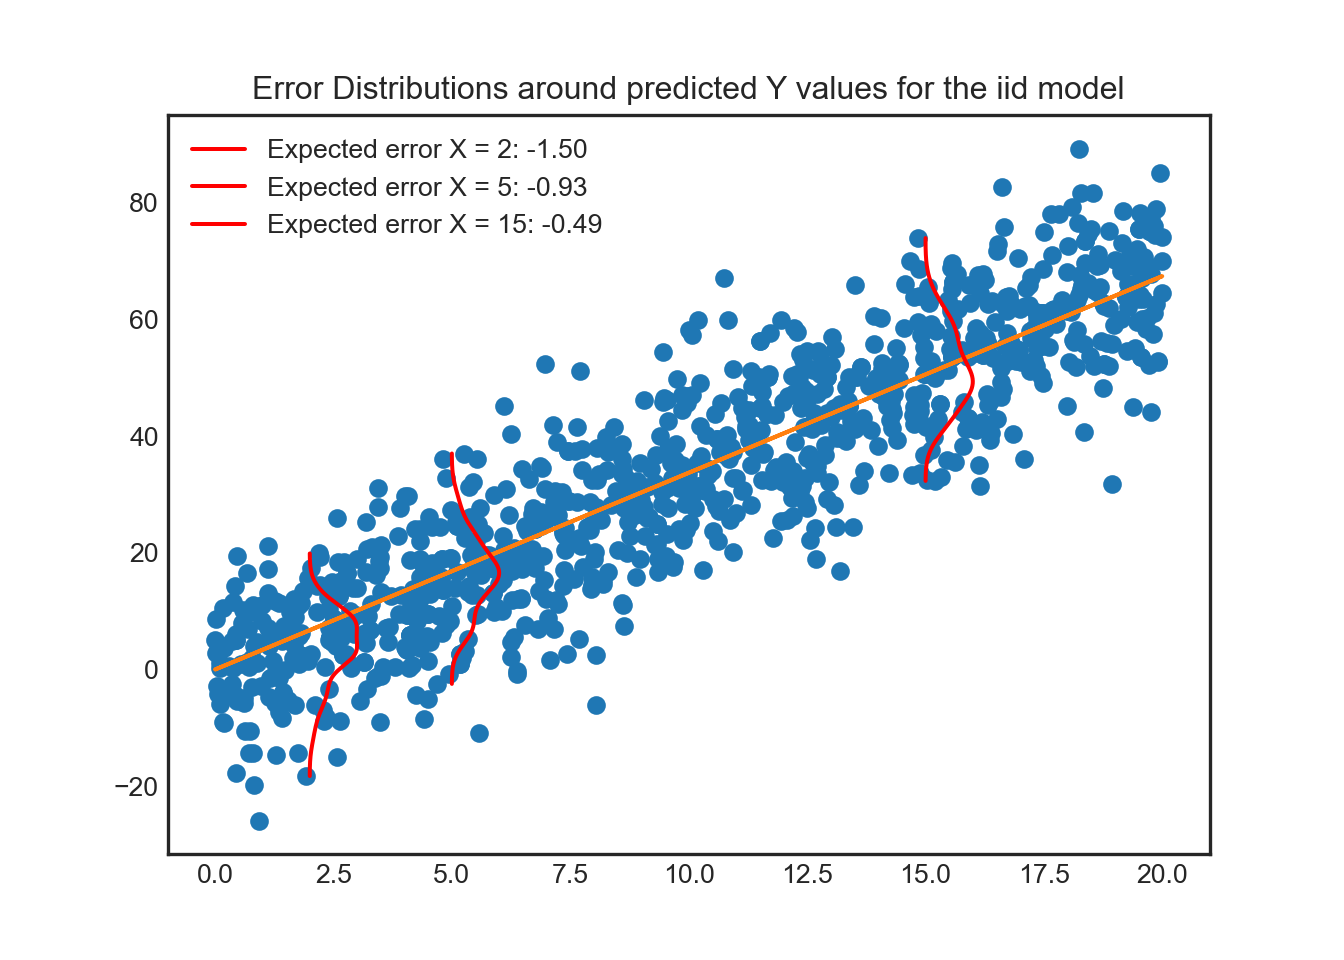 Error Distributions around predicted Y values for the iid model
Expected error X = 2: -1.50
Expected error X = 5: -0.93
Expected error X = 15: -0.49
80
60
40
20
0
−20
0.0 2.5 5.0 7.5 10.0 12.5 15.0 17.5 20.0